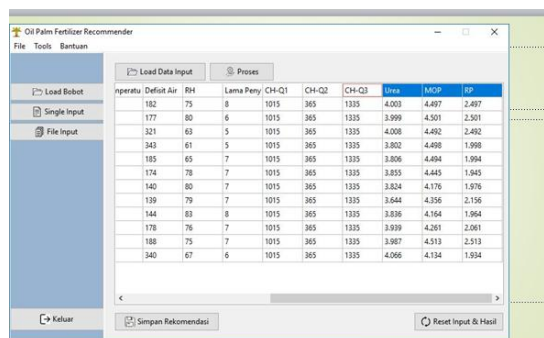 Oil Palm Fertilizer Recommender
File Tools Bantuan
Load Data Input Proses
Load Bobot
Single Input
File Input
Keluar
nperatu Defisit Air RH Lama Peny CH-Q1 CH-Q2 CH-Q3 Urea MOP RP
182 75 8 1015 365 1335 4.003 4.497 2.497
177 80 6 1015 365 1335 3.999 4.501 2.501
321 63 5 1015 365 1335 4.008 4.492 2.492
343 61 5 1015 365 1335 3.802 4.498 1.998
185 65 7 1015 365 1335 3.806 4.494 1.994
174 78 7 1015 365 1335 3.855 4.445 1.945
140 80 7 1015 365 1335 3.824 4.176 1.976
139 79 7 1015 365 1335 3.644 4.356 2.156
144 83 8 1015 365 1335 3.836 4.164 1.964
178 76 7 1015 365 1335 3.939 4.261 2.061
188 75 7 1015 365 1335 3.987 4.513 2.513
340 67 6 1015 365 1335 4.066 4.134 1.934
Simpan Rekomendasi Reset Input & Hasil